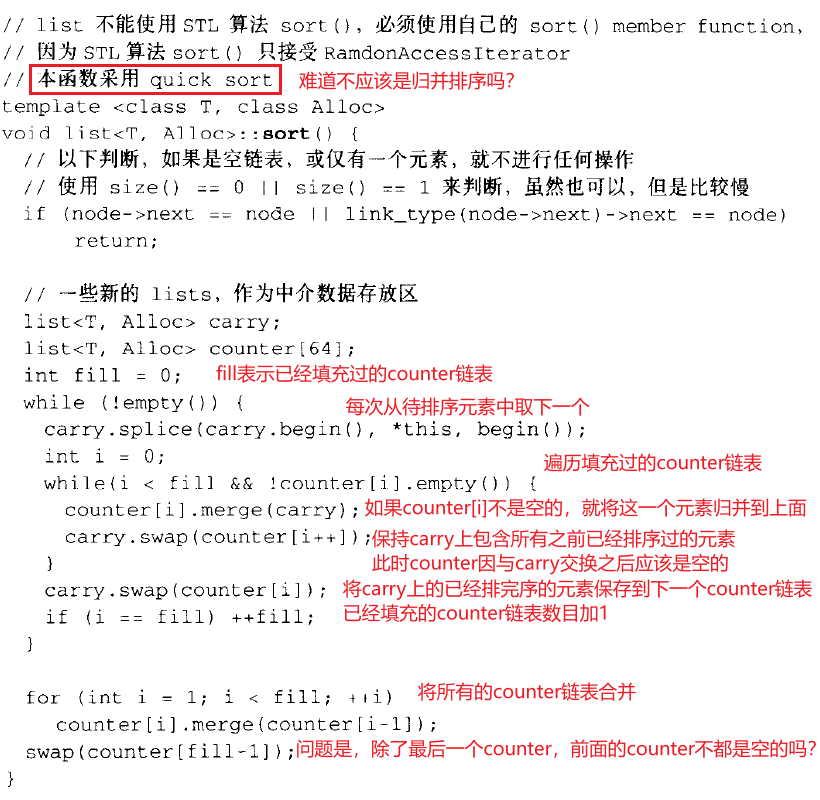 // list 不能使用 STL 算法 sort(), 必须使用自己的 sort() member function,
// 因为 STL 算法 sort() 只接受 RamdonAccessIterator
// 本函数采用 quick sort 难道不应该是归并排序吗?
template <class T, class Alloc>
void list<T, Alloc>::sort() {
// 以下判断, 如果是空链表, 或仅有一个元素, 就不进行任何操作
// 使用 size() == 0 || size() == 1 来判断, 虽然也可以, 但是比较慢
if (node->next == node || link_type(node->next)->next == node)
return;
// 一些新的 lists, 作为中介数据存放区
list<T, Alloc> carry;
list<T, Alloc> counter[64];
int fill = 0; fill表示已经填充过的counter链表
while (!empty()) { 每次从待排序元素中取下一个
carry.splice(carry.begin(), *this, begin());
int i = 0; 遍历填充过的counter链表
while(i < fill && !counter[i].empty()) {
counter[i].merge(carry); 如果counter[i]不是空的，就将这一个元素归并到上面
carry.swap(counter[i++]); 保持carry上包含所有之前已经排序过的元素
} 此时counter因与carry交换之后应该是空的
carry.swap(counter[i]); 将carry上的已经排完序的元素保存到下一个counter链表
if (i == fill) ++fill; 已经填充的counter链表数目加1
}
for (int i = 1; i < fill; ++i) 将所有的counter链表合并
counter[i].merge(counter[i-1]);
swap(counter[fill-1]); 问题是，除了最后一个counter，前面的counter不都是空的吗?
}